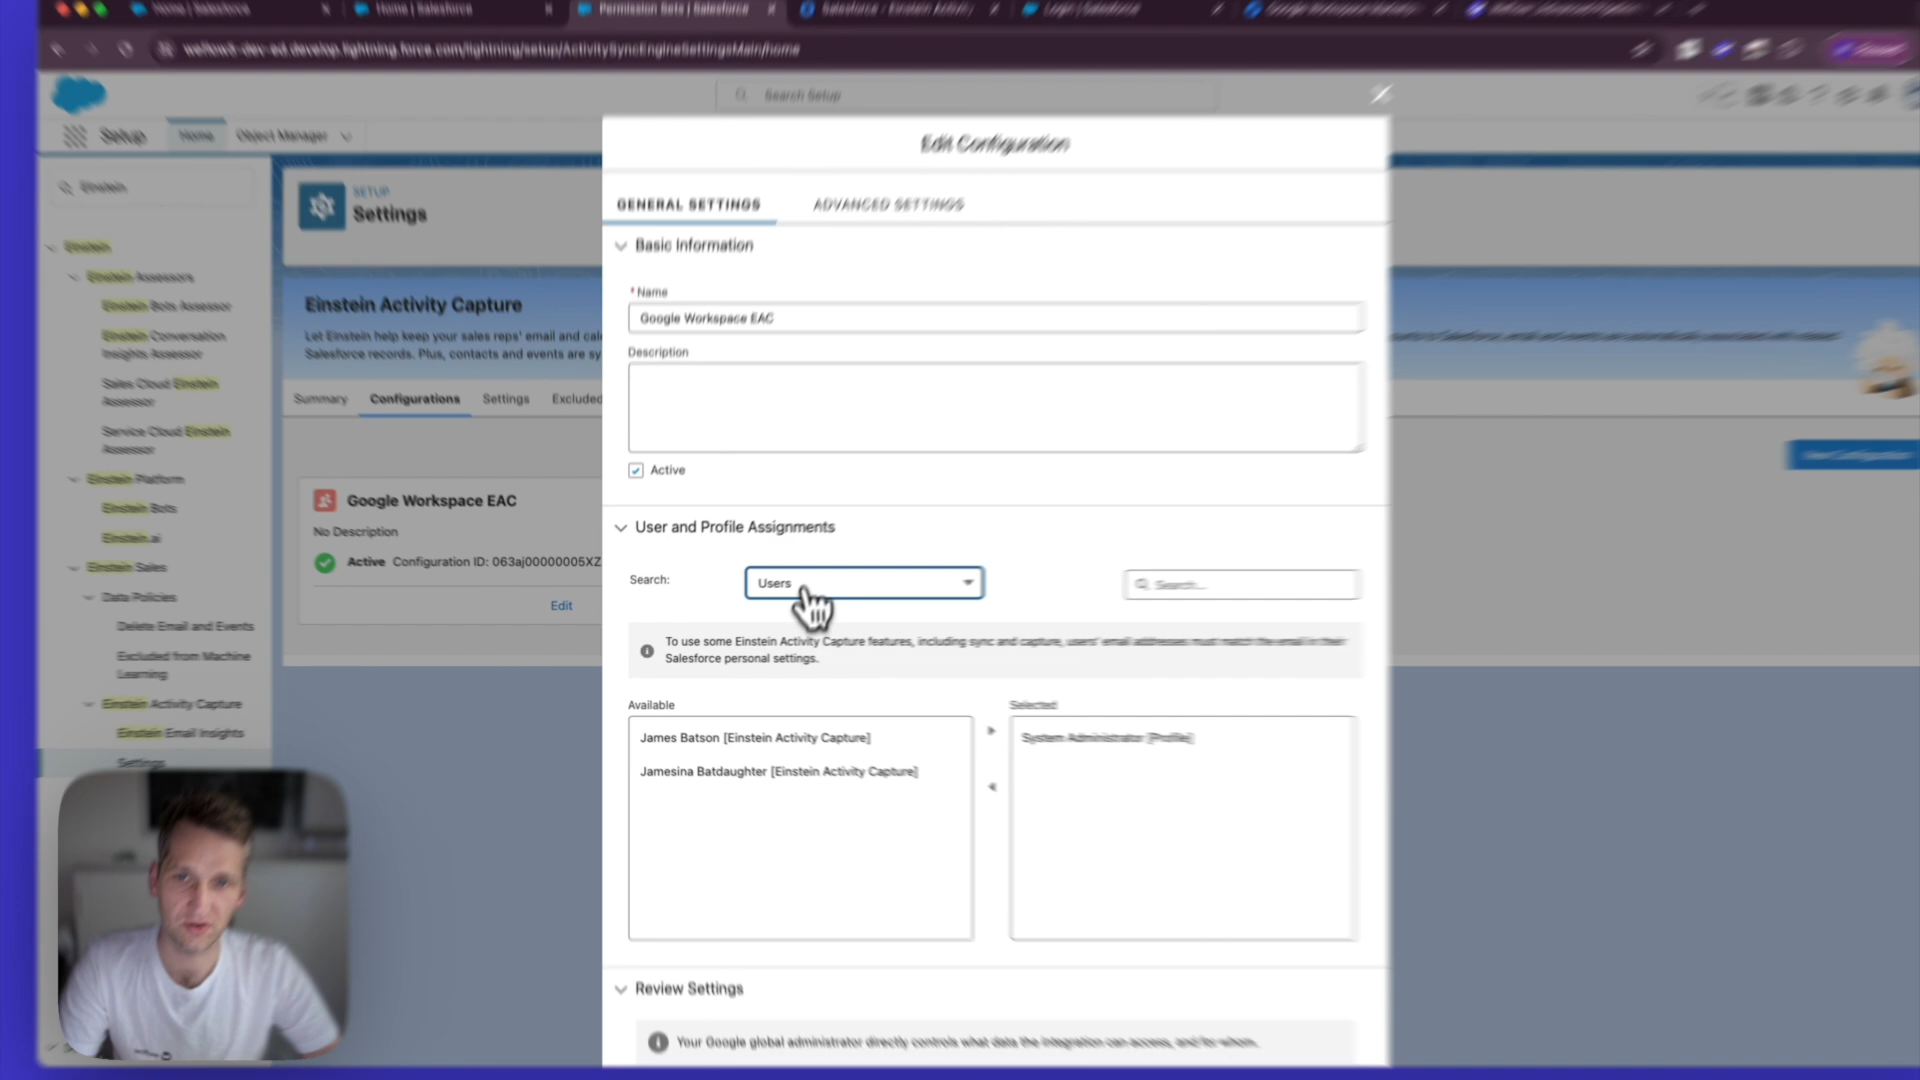 Home | Salesforce
Home | Salesforce
Permission Sets | Salesforce
Salesforce - Einstein Activity
Login | Salesforce
wellow8-dev-ed.develop.lightning.force.com/lightning/setup/ActivitySyncEngineSettingsMain/home
Search Setup
Setup
Home
Object Manager
Edit Configuration
Einstein
SETUP
Settings
GENERAL SETTINGS
ADVANCED SETTINGS
Basic Information
Einstein
Einstein Assessors
Einstein Bots Assessor
Einstein Conversation
Insights Assessor
Sales Cloud Einstein
Assessor
Service Cloud Einstein
Assessor
Einstein Platform
Einstein Bots
Einstein.ai
Einstein Sales
Data Policies
Delete Email and Events
Excluded from Machine
Learning
Einstein Activity Capture
Einstein Email Insights
Settings
Einstein Activity Capture
Let Einstein help keep your sales reps' email and cal
Salesforce records. Plus, contacts and events are sy
Summary
Configurations
Settings
Excluded
Google Workspace EAC
No Description
Active Configuration ID: 063aj00000005XZ
Edit
*Name
Google Workspace EAC
Description
Active
User and Profile Assignments
Search:
Users
Search...
To use some Einstein Activity Capture features, including sync and capture, users' email addresses must match the email in their
Salesforce personal settings.
Available
Selected
James Batson [Einstein Activity Capture]
Jamesina Batdaughter [Einstein Activity Capture]
System Administrator [Profile]
Review Settings
Your Google global administrator directly controls what data the integration can access, and for whom.
New Configuration